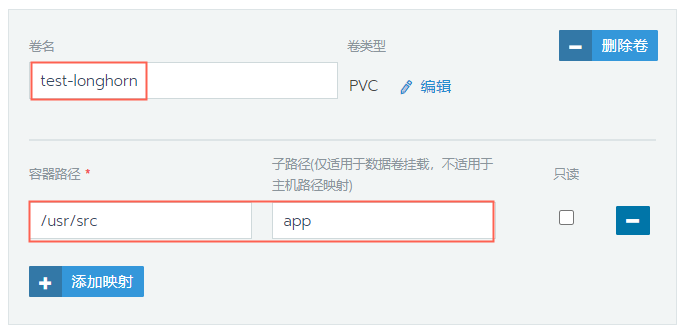 卷名
卷类型
删除卷
test-longhorn
PVC
编辑
容器路径 *
子路径(仅适用于数据卷挂载，不适用于
主机路径映射)
只读
/usr/src
app
添加映射